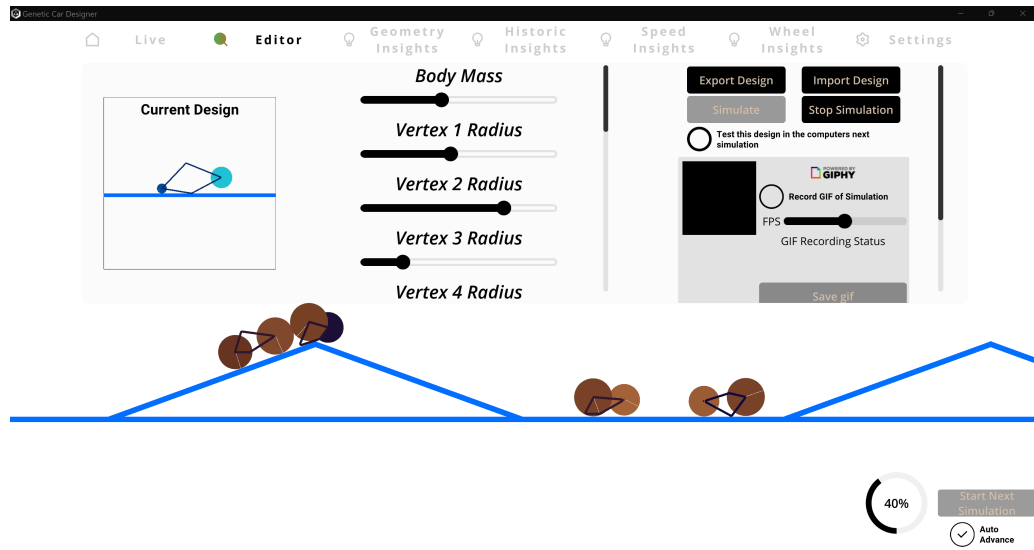 Genetic Car Designer
Live
Editor
Geometry
Insights
Historic
Insights
Speed
Insights
Wheel
Insights
Settings
Current Design
Body Mass
Vertex 1 Radius
Vertex 2 Radius
Vertex 3 Radius
Vertex 4 Radius
Export Design
Import Design
Simulate
Stop Simulation
Test this design in the computers next
simulation
POWERED BY
GIPHY
Record GIF of Simulation
FPS
GIF Recording Status
Save gif
40%
Start Next
Simulation
Auto
Advance